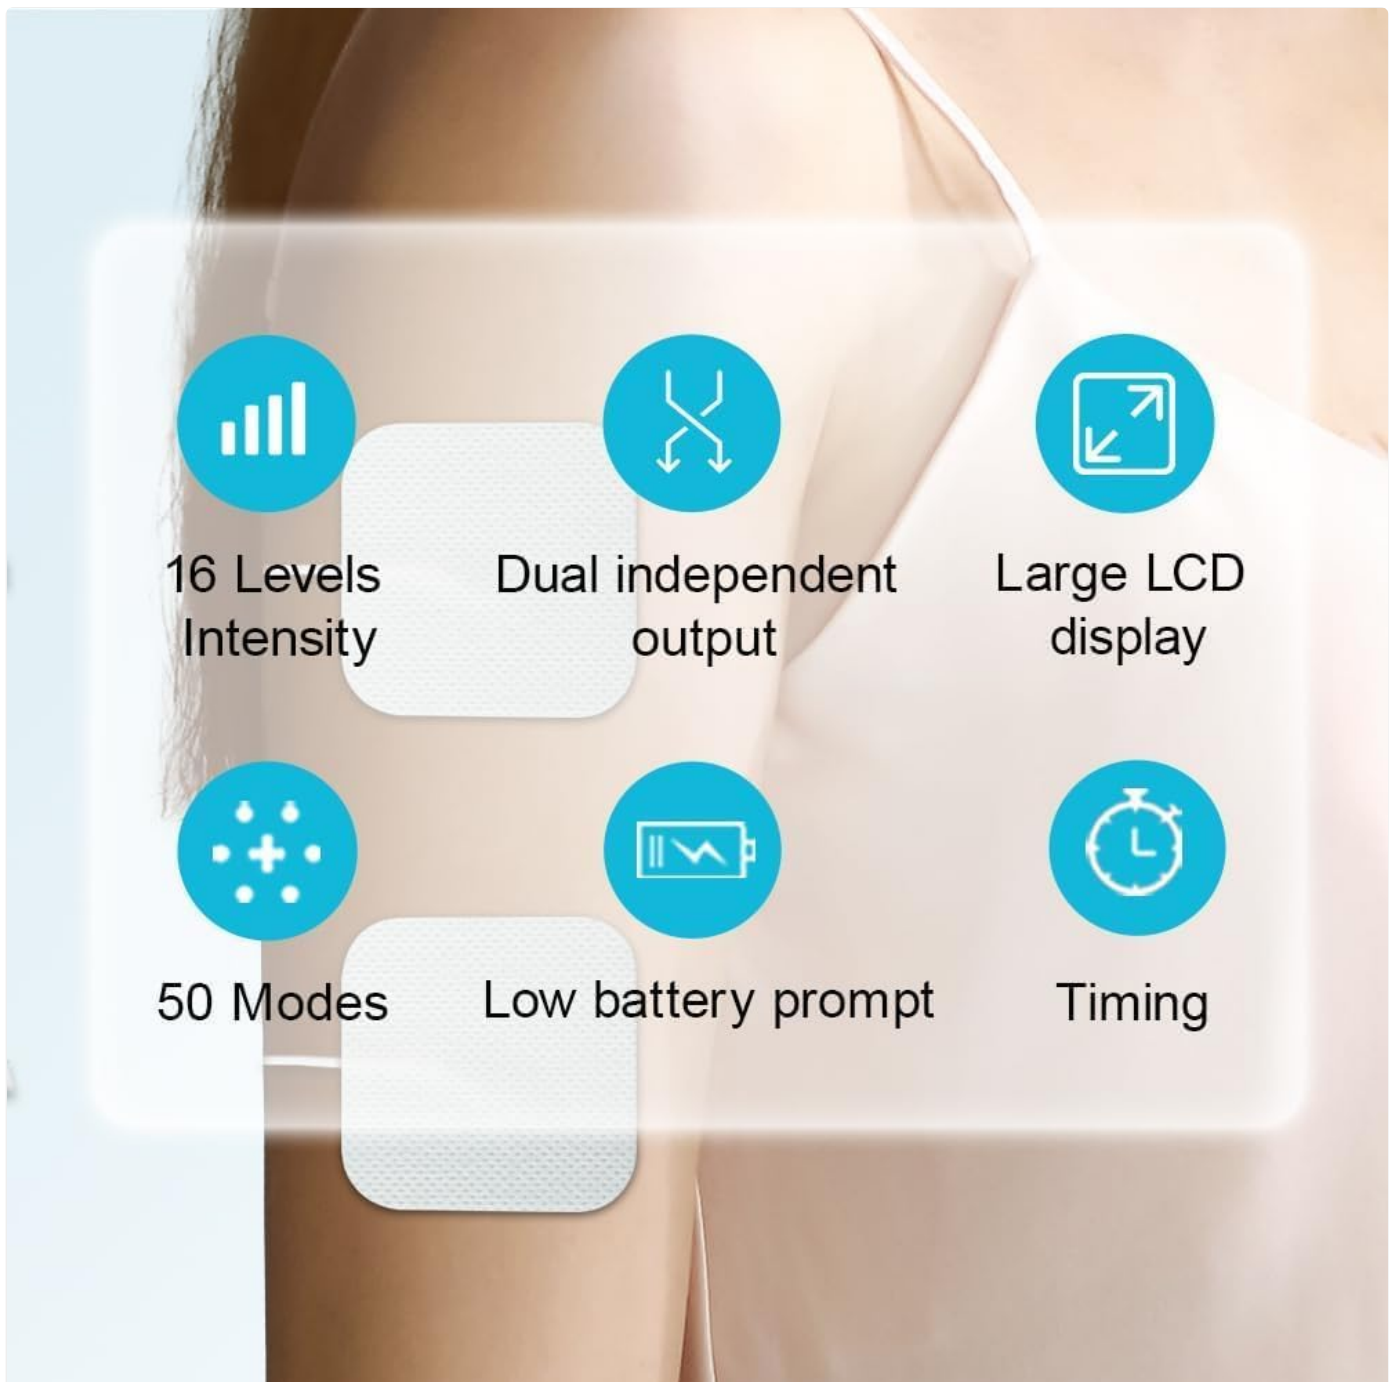 16 Levels
Intensity
Dual independent
output
Large LCD
display
50 Modes
Low battery prompt
Timing